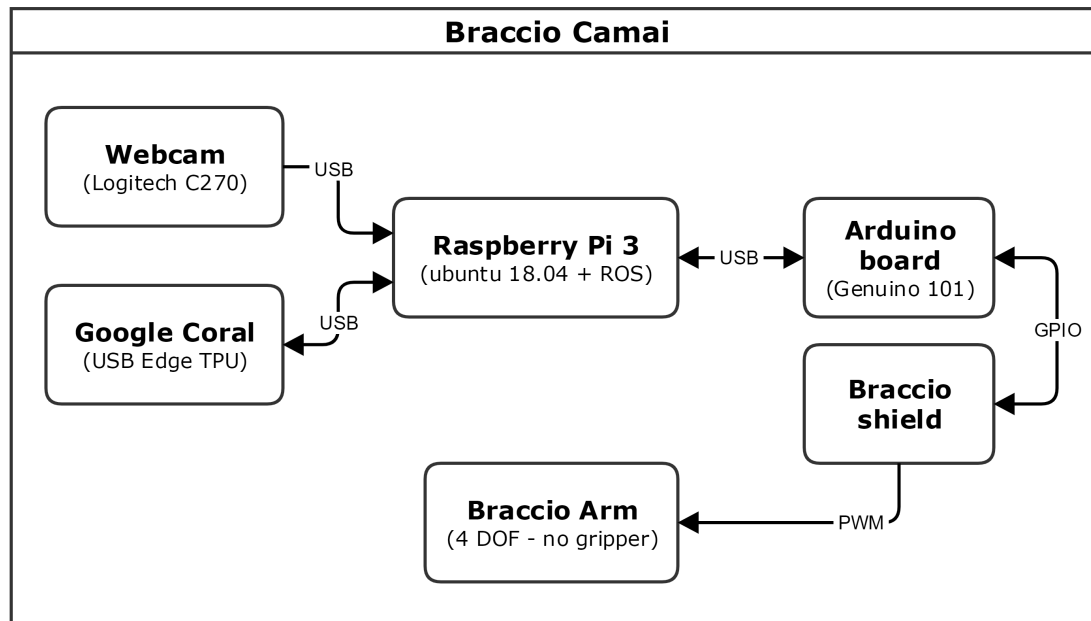 Braccio Camai
Webcam
(Logitech C270)
USB
Google Coral
(USB Edge TPU)
USB
Raspberry Pi 3
(ubuntu 18.04 + ROS)
USB
Arduino
board
(Genuino 101)
GPIO
Braccio
shield
PWM
Braccio Arm
(4 DOF - no gripper)